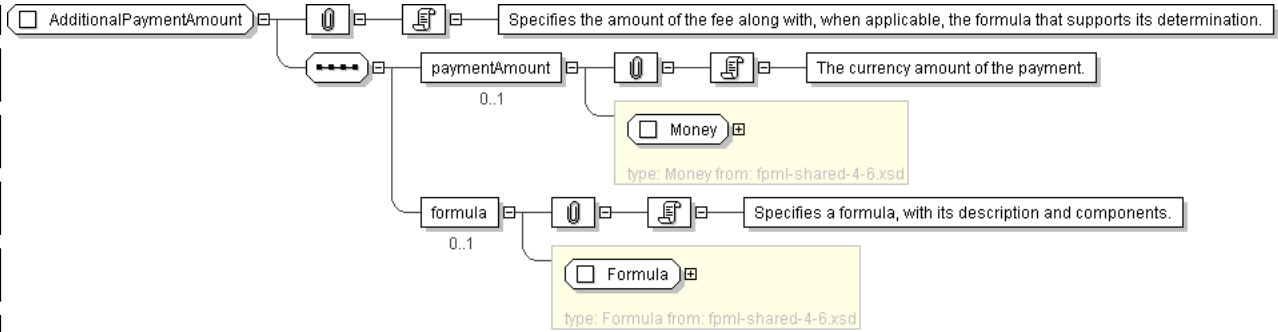 AdditionalPaymentAmount
Specifies the amount of the fee along with, when applicable, the formula that supports its determination.
paymentAmount
The currency amount of the payment.
0..1
Money
type: Money from: fpml-shared-4-6.xsd
formula
Specifies a formula, with its description and components.
0..1
Formula
type: Formula from: fpml-shared-4-6.xsd